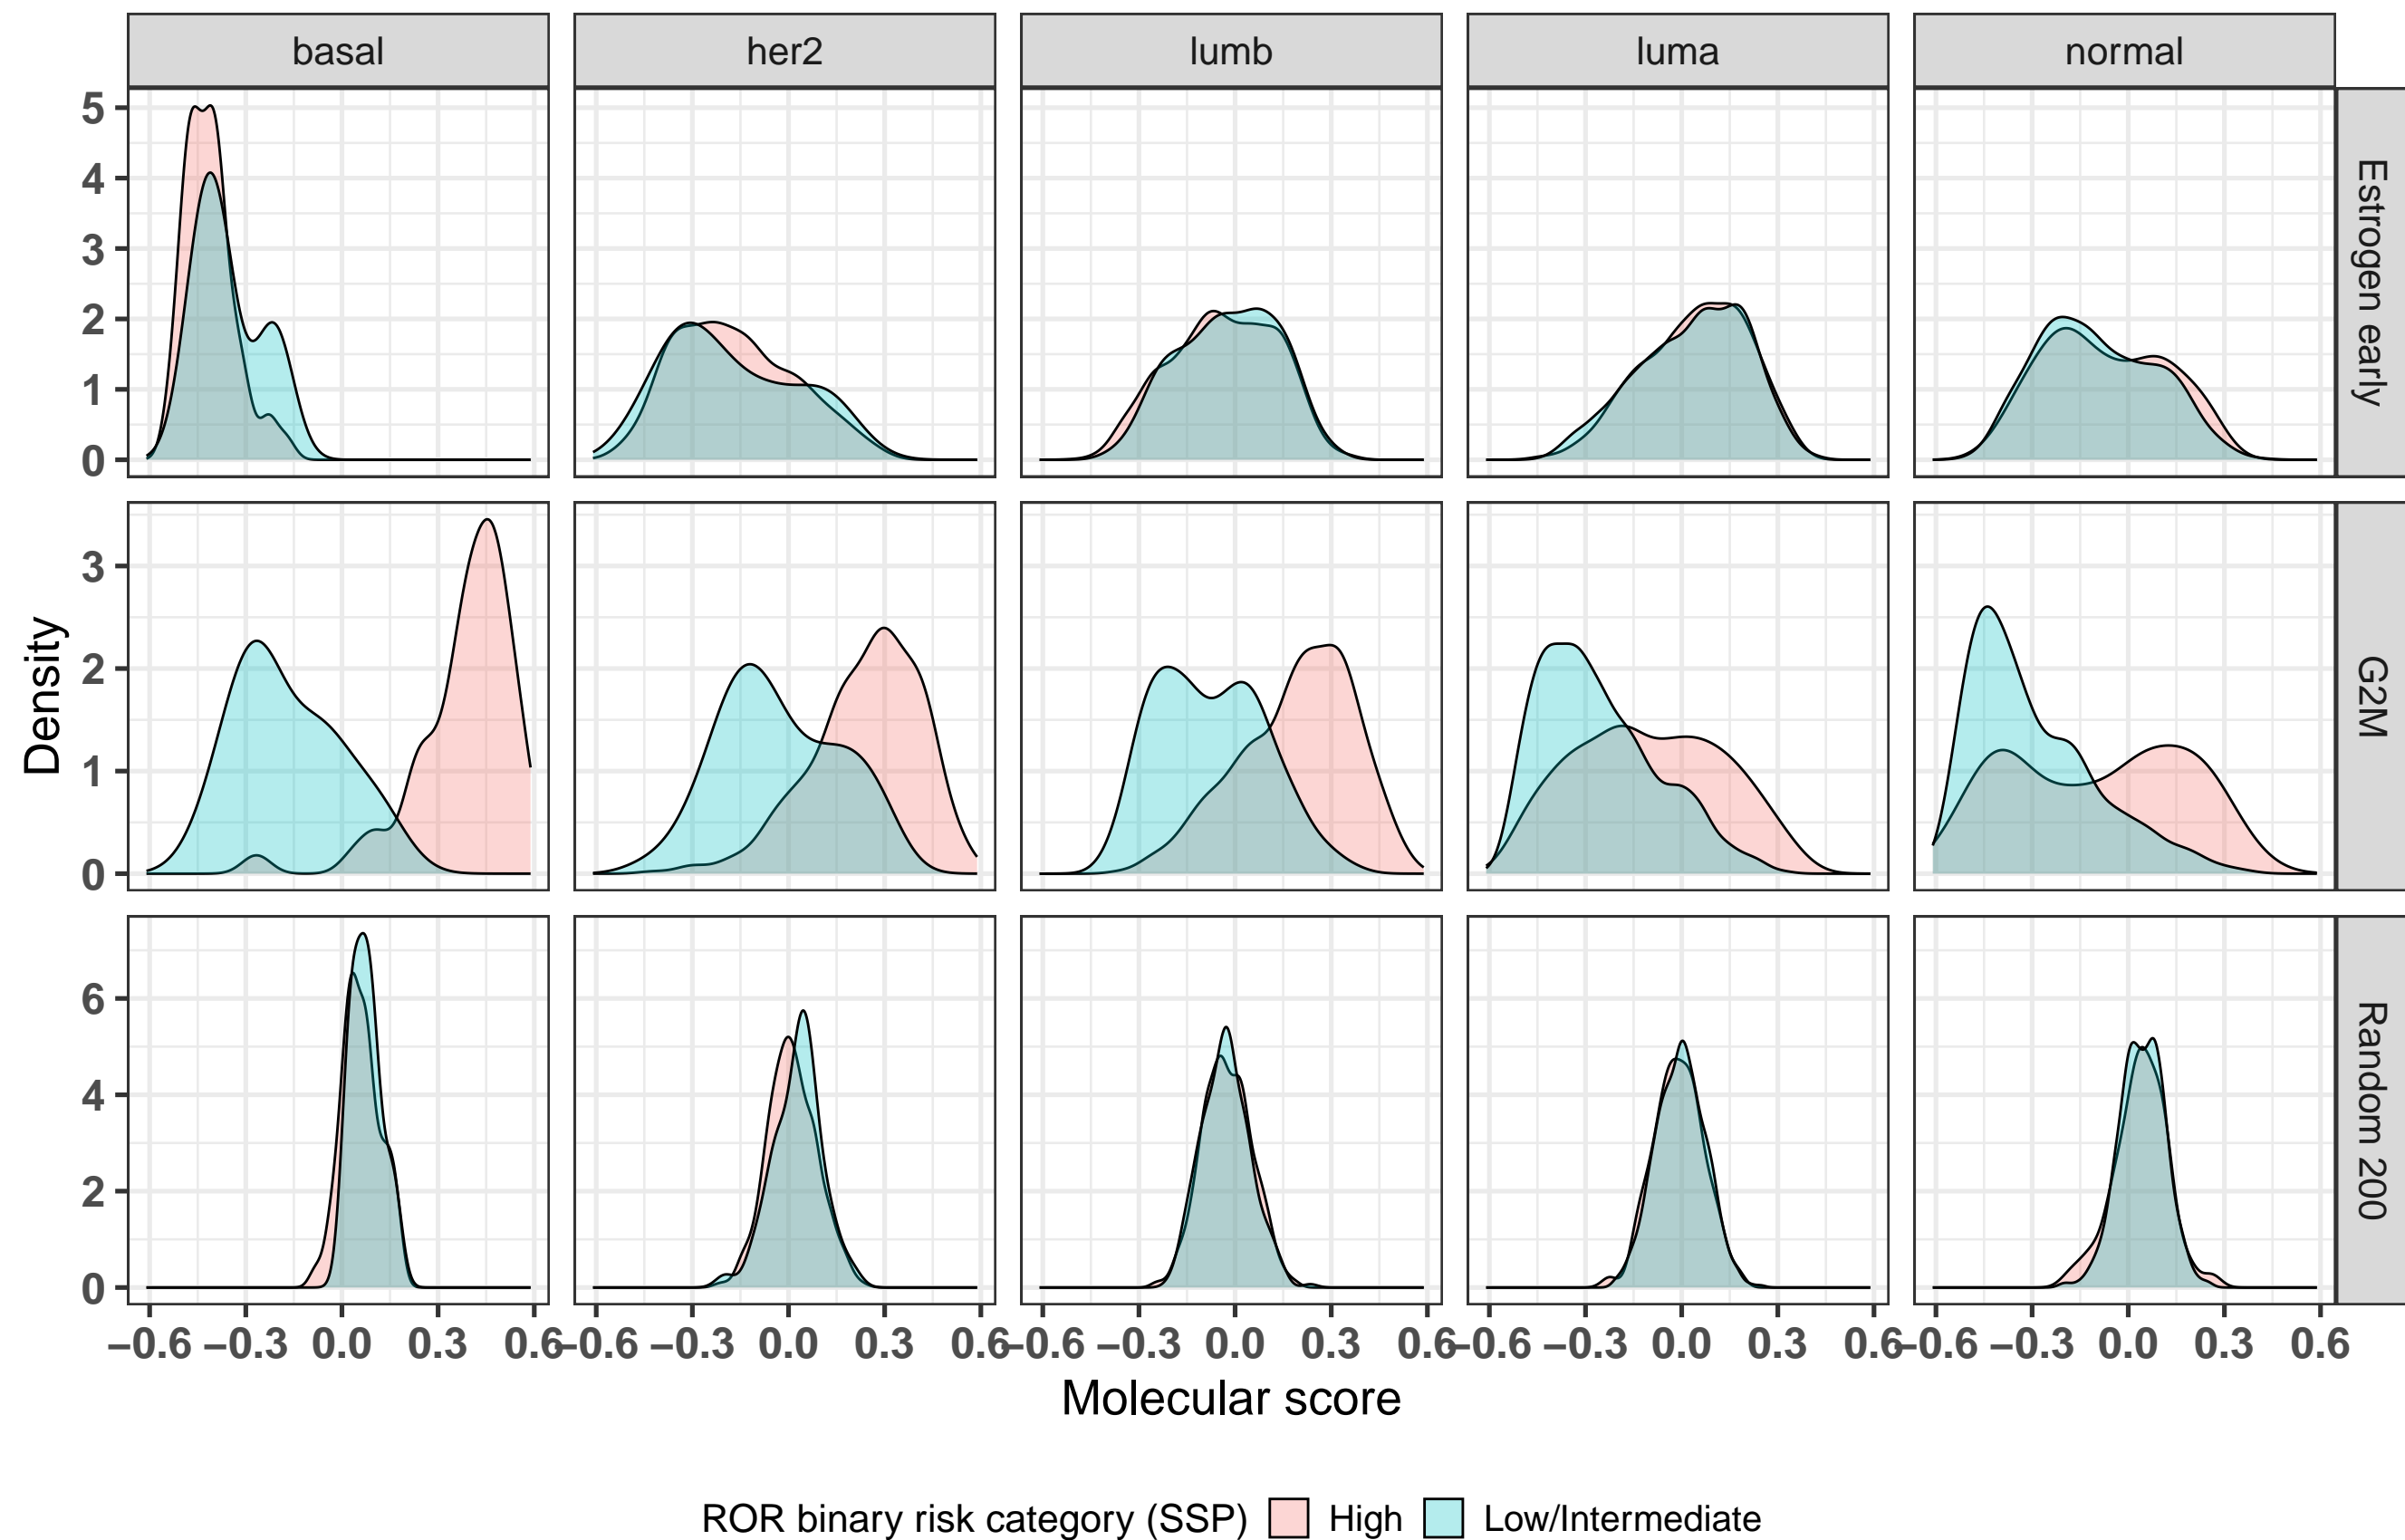 basal her2 lumb luma normal
5
4
3
2
1
0
Estrogen early
3
2
1
0
G2M
6
4
2
0
Random 200
Density
−0.6 −0.3 0.0 0.3 0.6 −0.6 −0.3 0.0 0.3 0.6 −0.6 −0.3 0.0 0.3 0.6 −0.6 −0.3 0.0 0.3 0.6 −0.6 −0.3 0.0 0.3 0.6
Molecular score
ROR binary risk category (SSP) High Low/Intermediate